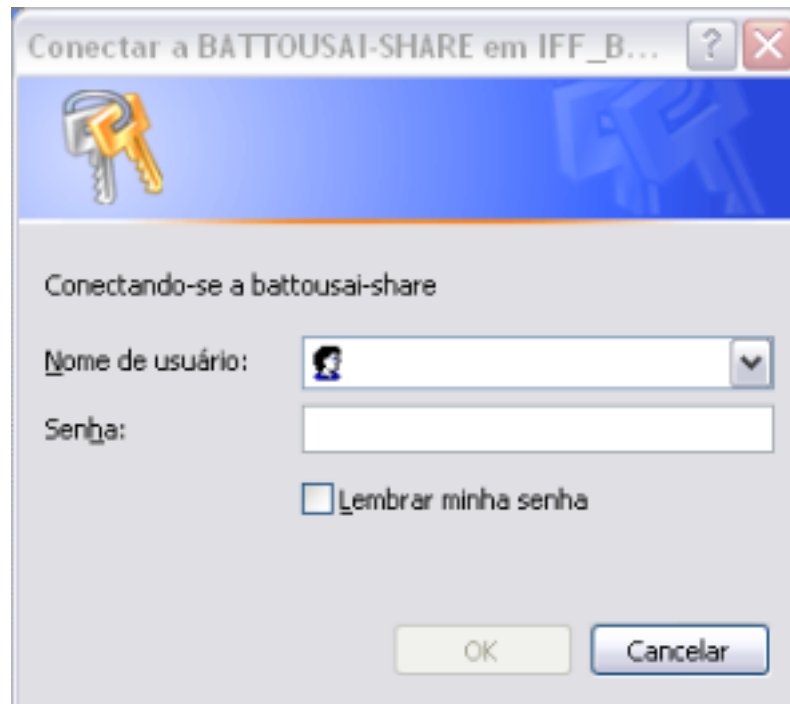 Conectar a BATTOUSAI-SHARE em IFF_B...
Conectando-se a battousai-share
Nome de usuário:
Senha:
Lembrar minha senha
OK
Cancelar